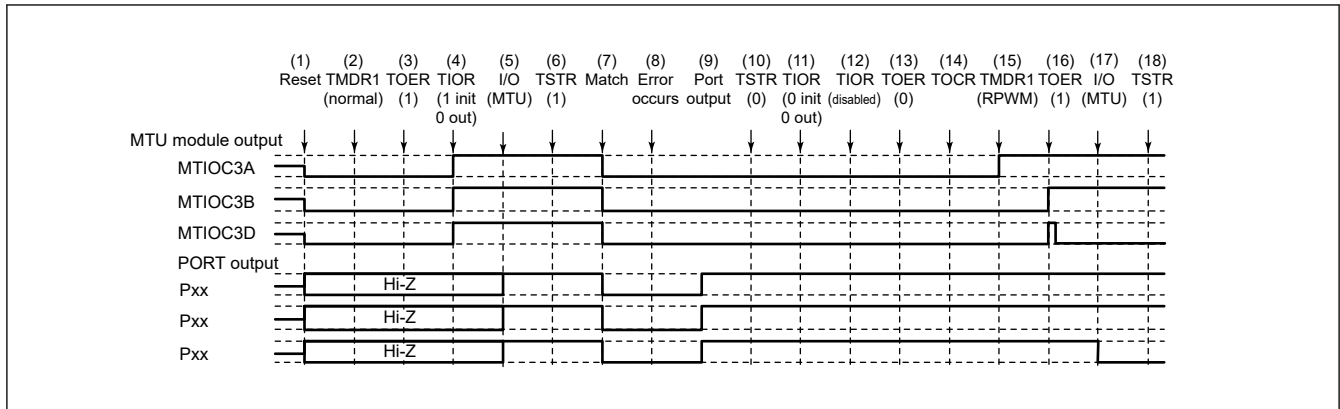 (1) (2) (3) (4) (5) (6) (7) (8) (9) (10) (11) (12) (13) (14) (15) (16) (17) (18)
Reset TMDR1 TOER TIOR I/O TSTR Match Error Port TSTR TIOR TIOR TOER TOCR TMDR1 TOER I/O TSTR
(normal) (1) (1 init (MTU) (1) occurs output (0) (0 init (disabled) (0) (RPWM) (1) (MTU) (1)
0 out) 0 out)
MTU module output
MTIOC3A
MTIOC3B
MTIOC3D
PORT output
Pxx Hi-Z
Pxx Hi-Z
Pxx Hi-Z